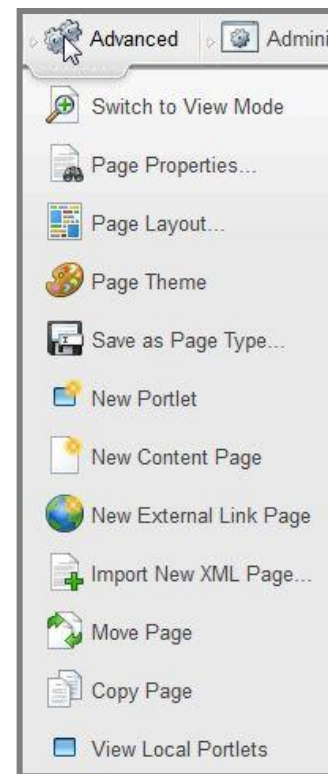 Advanced
Admini
Switch to View Mode
Page Properties...
Page Layout...
Page Theme
Save as Page Type...
New Portlet
New Content Page
New External Link Page
Import New XML Page...
Move Page
Copy Page
View Local Portlets